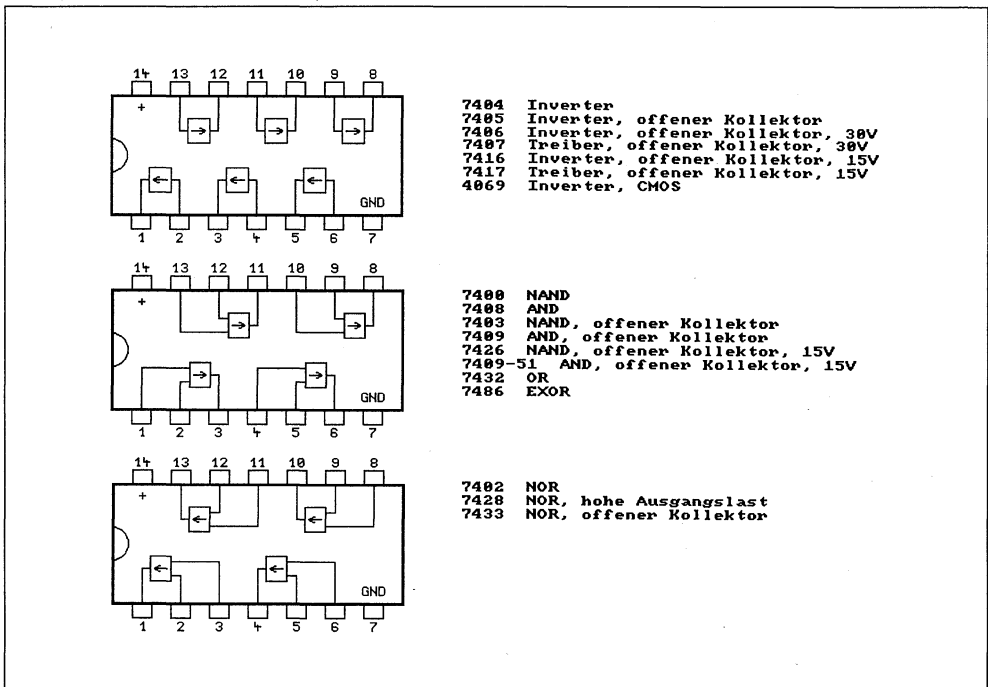 14 13 12 11 10 9 8
+
GND
1 2 3 4 5 6 7
7404 Inverter
7405 Inverter, offener Kollektor
7406 Inverter, offener Kollektor, 30V
7407 Treiber, offener Kollektor, 30V
7416 Inverter, offener Kollektor, 15V
7417 Treiber, offener Kollektor, 15V
4069 Inverter, CMOS
14 13 12 11 10 9 8
+
GND
1 2 3 4 5 6 7
7400 NAND
7408 AND
7403 NAND, offener Kollektor
7409 AND, offener Kollektor
7426 NAND, offener Kollektor, 15V
7409-51 AND, offener Kollektor, 15V
7432 OR
7486 EXOR
14 13 12 11 10 9 8
+
GND
1 2 3 4 5 6 7
7402 NOR
7428 NOR, hohe Ausgangslast
7433 NOR, offener Kollektor